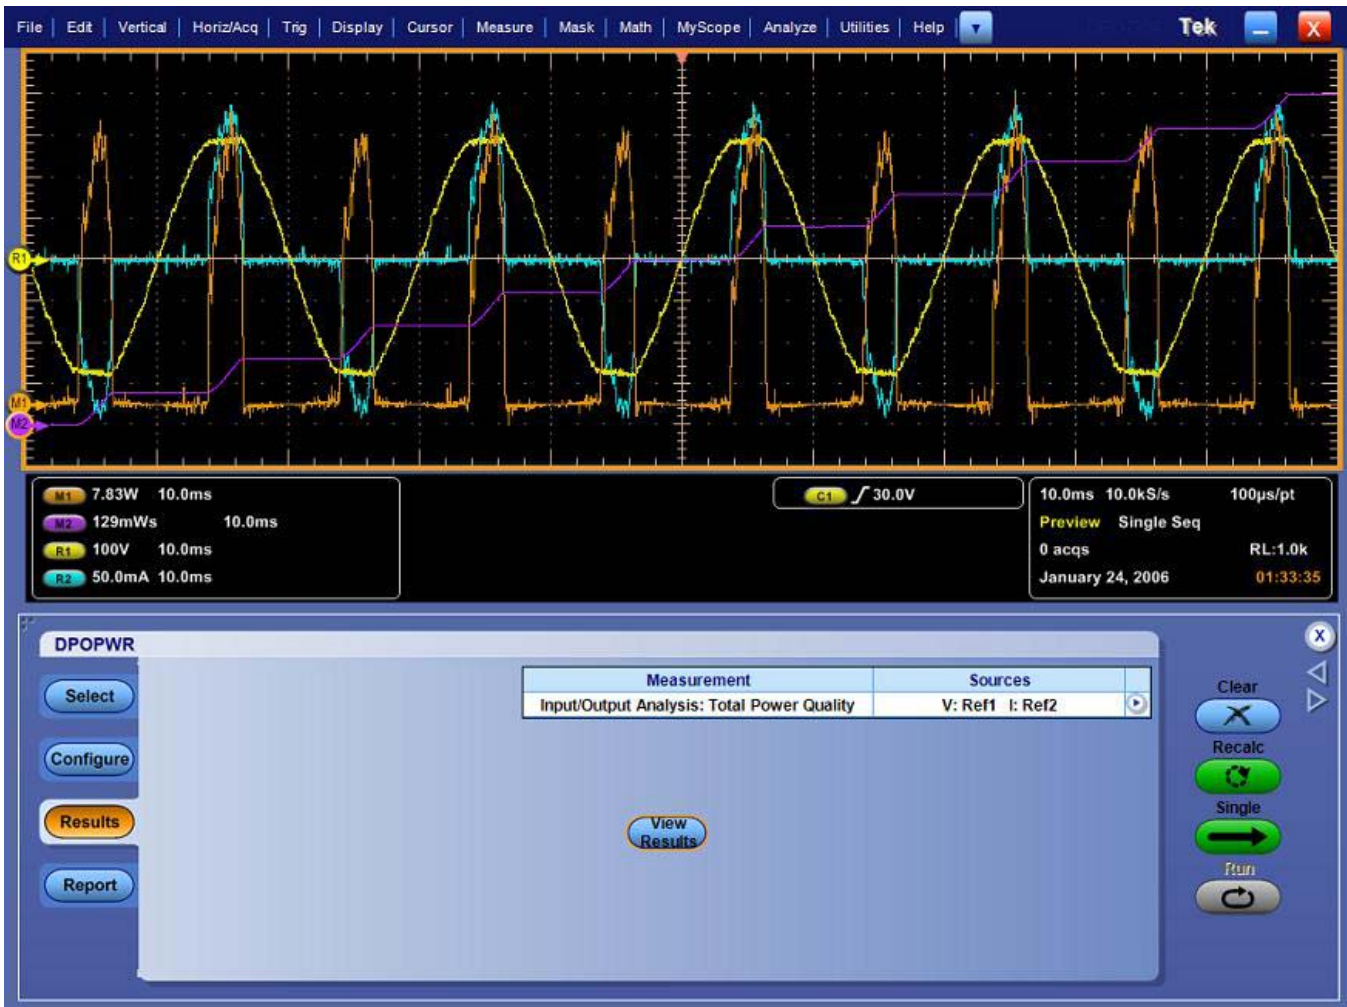 File | Edit | Vertical | Horiz/Acq | Trig | Display | Cursor | Measure | Mask | Math | MyScope | Analyze | Utilities | Help Tek X
R1
M1
M2
M1 7.83W 10.0ms
M2 129mWs 10.0ms
R1 100V 10.0ms
R2 50.0mA 10.0ms
C1 30.0V
10.0ms 10.0kS/s 100µs/pt
Preview Single Seq
0 acqs RL:1.0k
January 24, 2006 01:33:35
DPOPWR
X
Select
Configure
Results
Report
Measurement Sources
Input/Output Analysis: Total Power Quality V: Ref1 I: Ref2
View
Results
Clear
Recalc
Single
Run